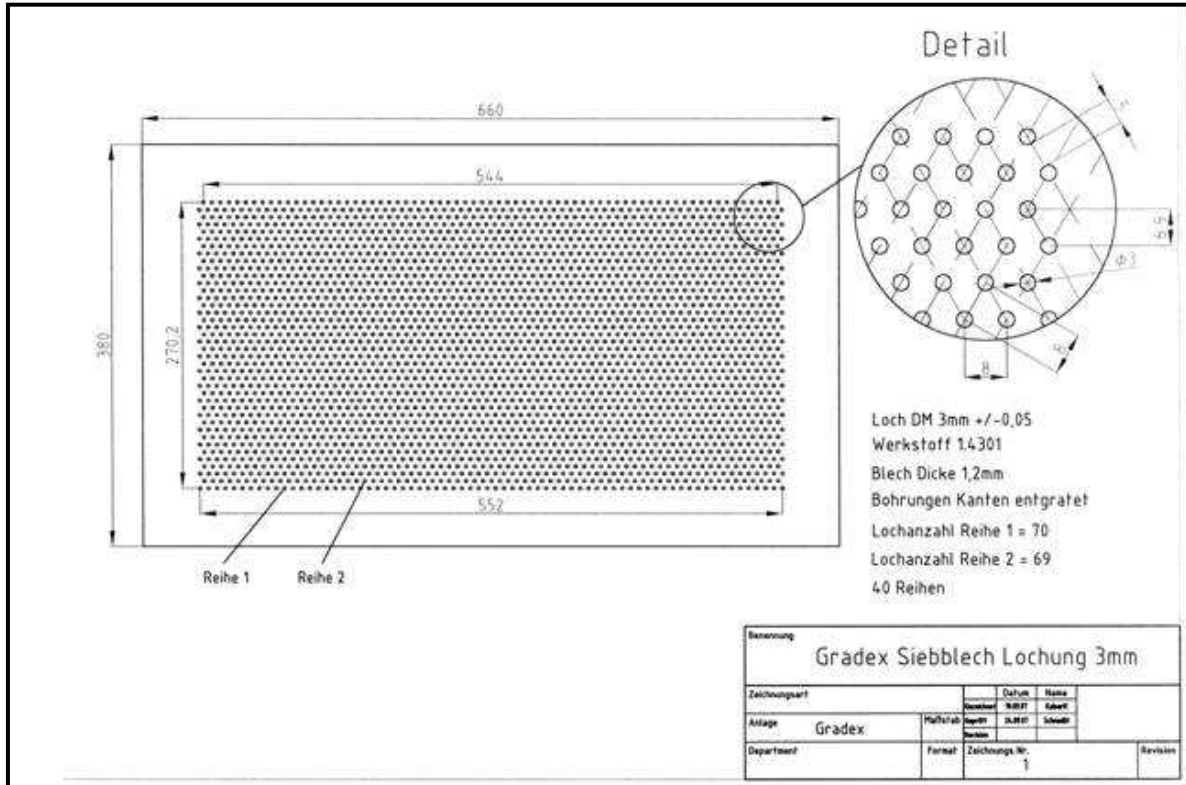 Detail
660
544
380
270.2
552
Reihe 1
Reihe 2
6.9
Φ3
8
8
Loch DM 3mm +/-0,05
Werkstoff 1.4301
Blech Dicke 1,2mm
Bohrungen Kanten entgratet
Lochanzahl Reihe 1 = 70
Lochanzahl Reihe 2 = 69
40 Reihen
Benennung
Gradex Siebblech Lochung 3mm
Zeichnungsart
Datum Name
Anlage
Gradex
Maßstab
Department
Format
Zeichnungs Nr.
1
Revision